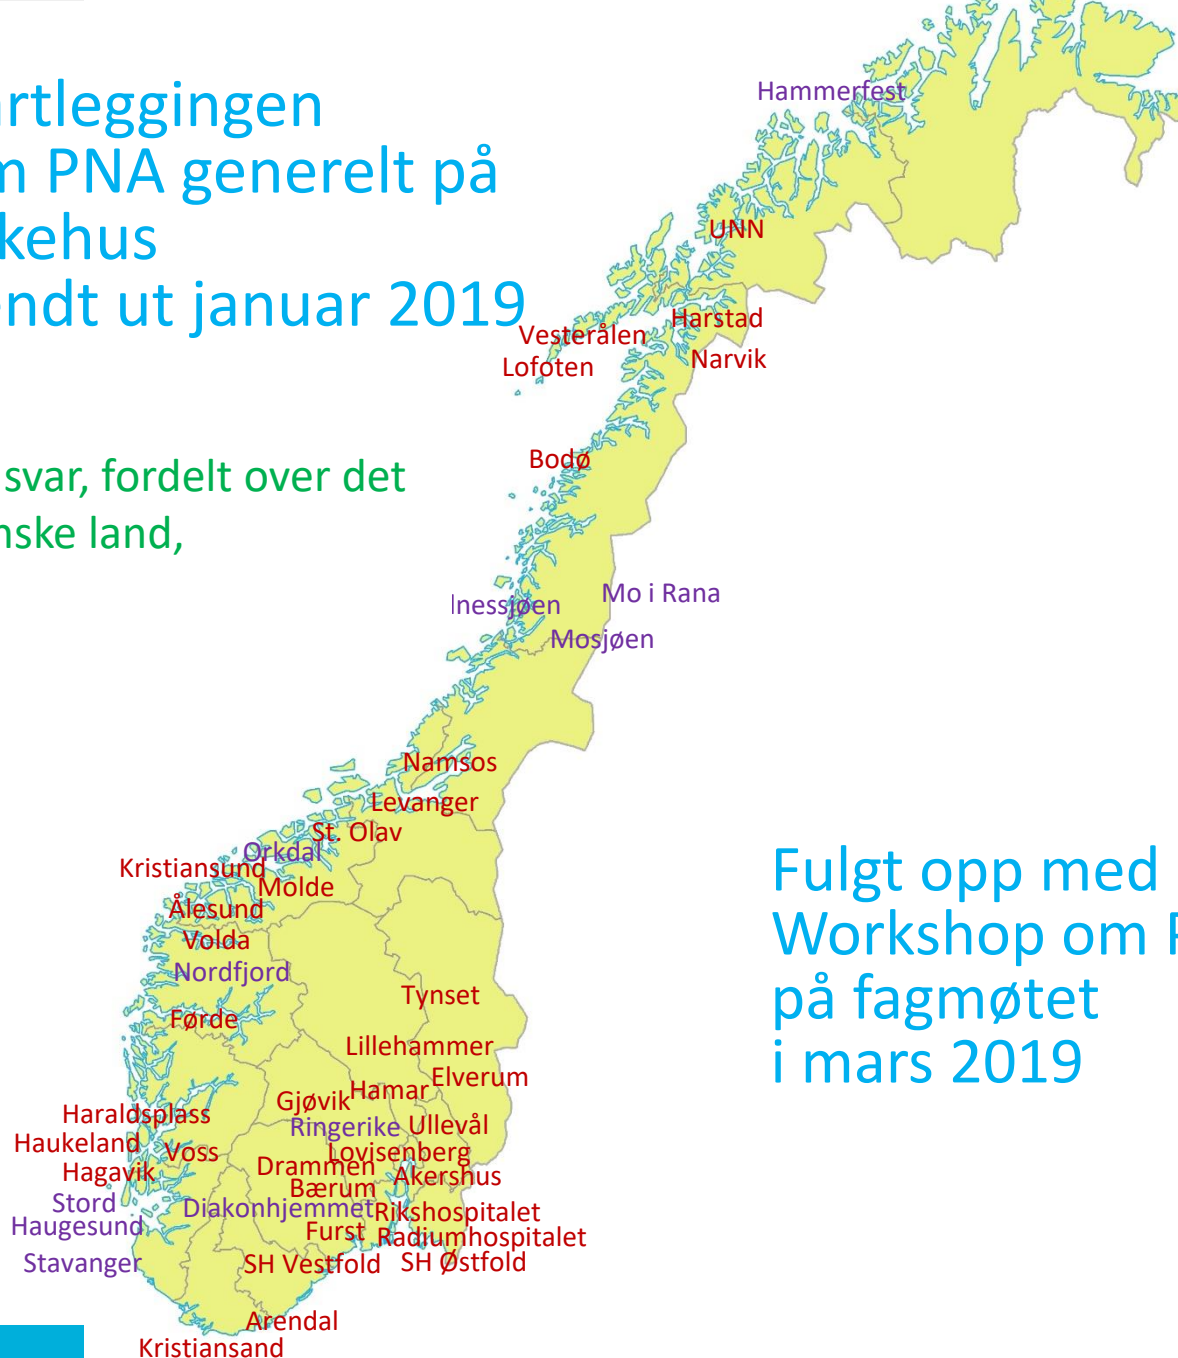 artleggingen
m PNA generelt på
kehus
endt ut januar 2019
svar, fordelt over det
nske land,
Hammerfest
UNN
Harstad
Vesterålen
Narvik
Lofoten
Bodø
Mo i Rana
lnessjøen
Mosjøen
Namsos
Levanger
St. Olav
Orkdal
Kristiansund
Molde
Ålesund
Volda
Nordfjord
Tynset
Førde
Lillehammer
Elverum
Hamar
Gjøvik
Haraldsplass
Ringerike
Ullevål
Haukeland
Voss
Lovisenberg
Drammen
Hagavik
Akershus
Bærum
Stord
Diakonhjemmet
Rikshospitalet
Haugesund
Furst
Radiumhospitalet
Stavanger
SH Vestfold
SH Østfold
Arendal
Kristiansand
Fulgt opp med
Workshop om
på fagmøtet
i mars 2019